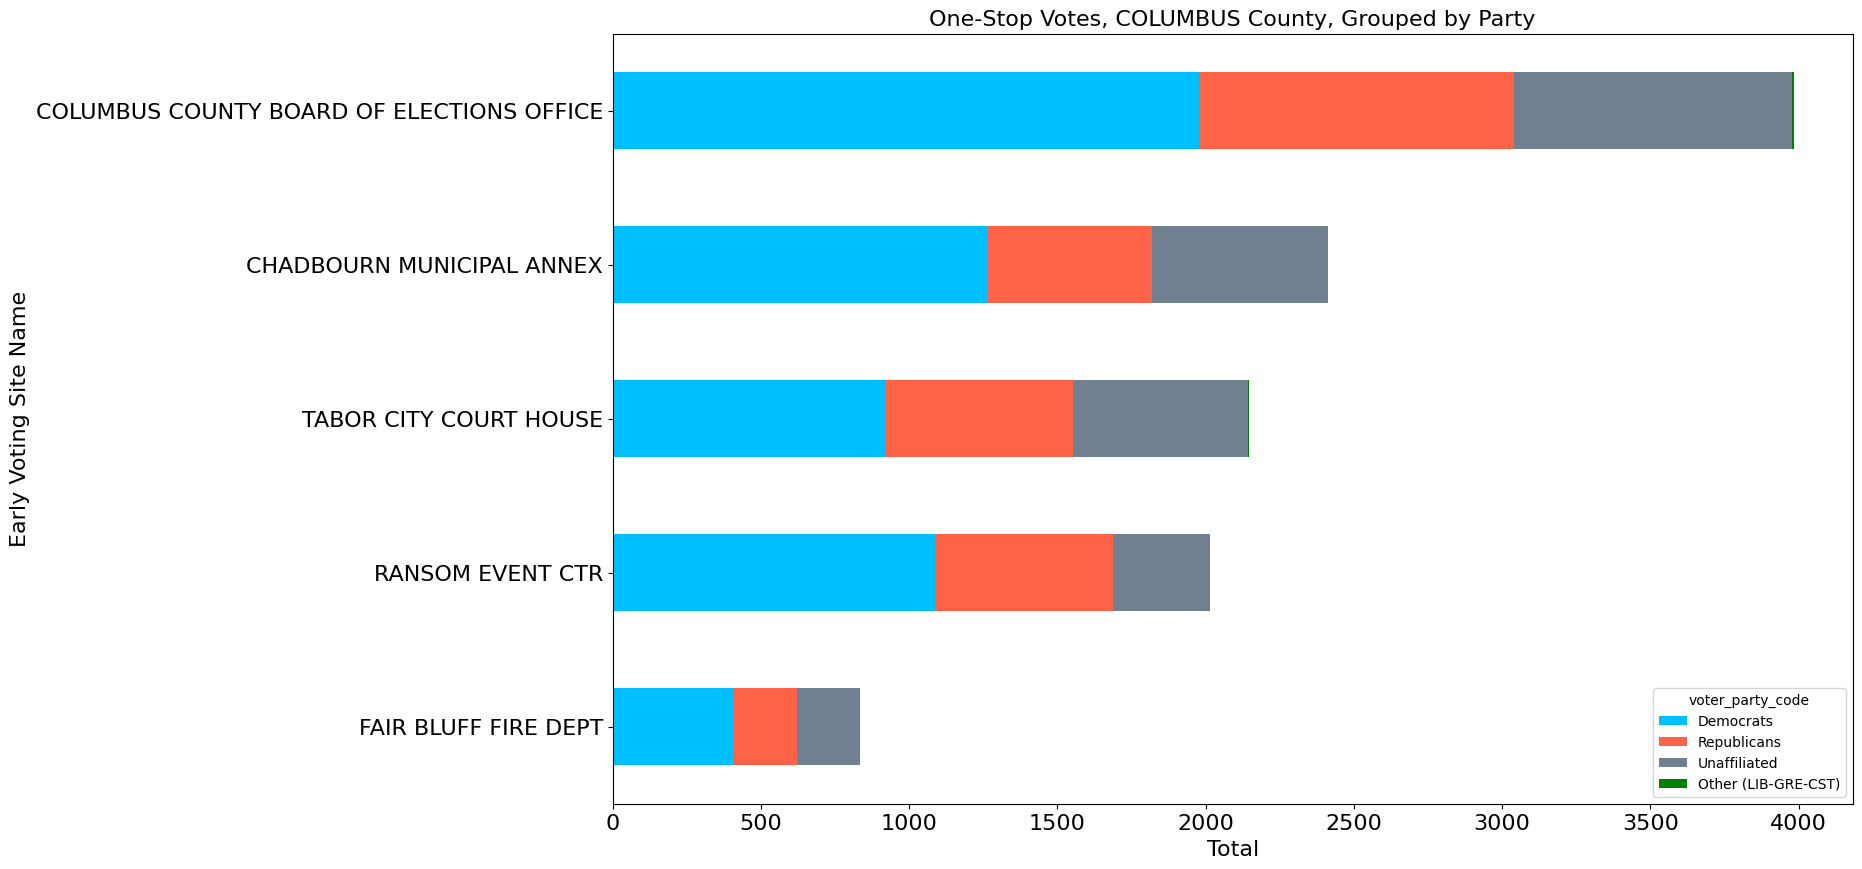 One-Stop Votes, COLUMBUS County, Grouped by Party
Early Voting Site Name
COLUMBUS COUNTY BOARD OF ELECTIONS OFFICE
CHADBOURN MUNICIPAL ANNEX
TABOR CITY COURT HOUSE
RANSOM EVENT CTR
FAIR BLUFF FIRE DEPT
voter_party_code
Democrats
Republicans
Unaffiliated
Other (LIB-GRE-CST)
0 500 1000 1500 2000 2500 3000 3500 4000
Total